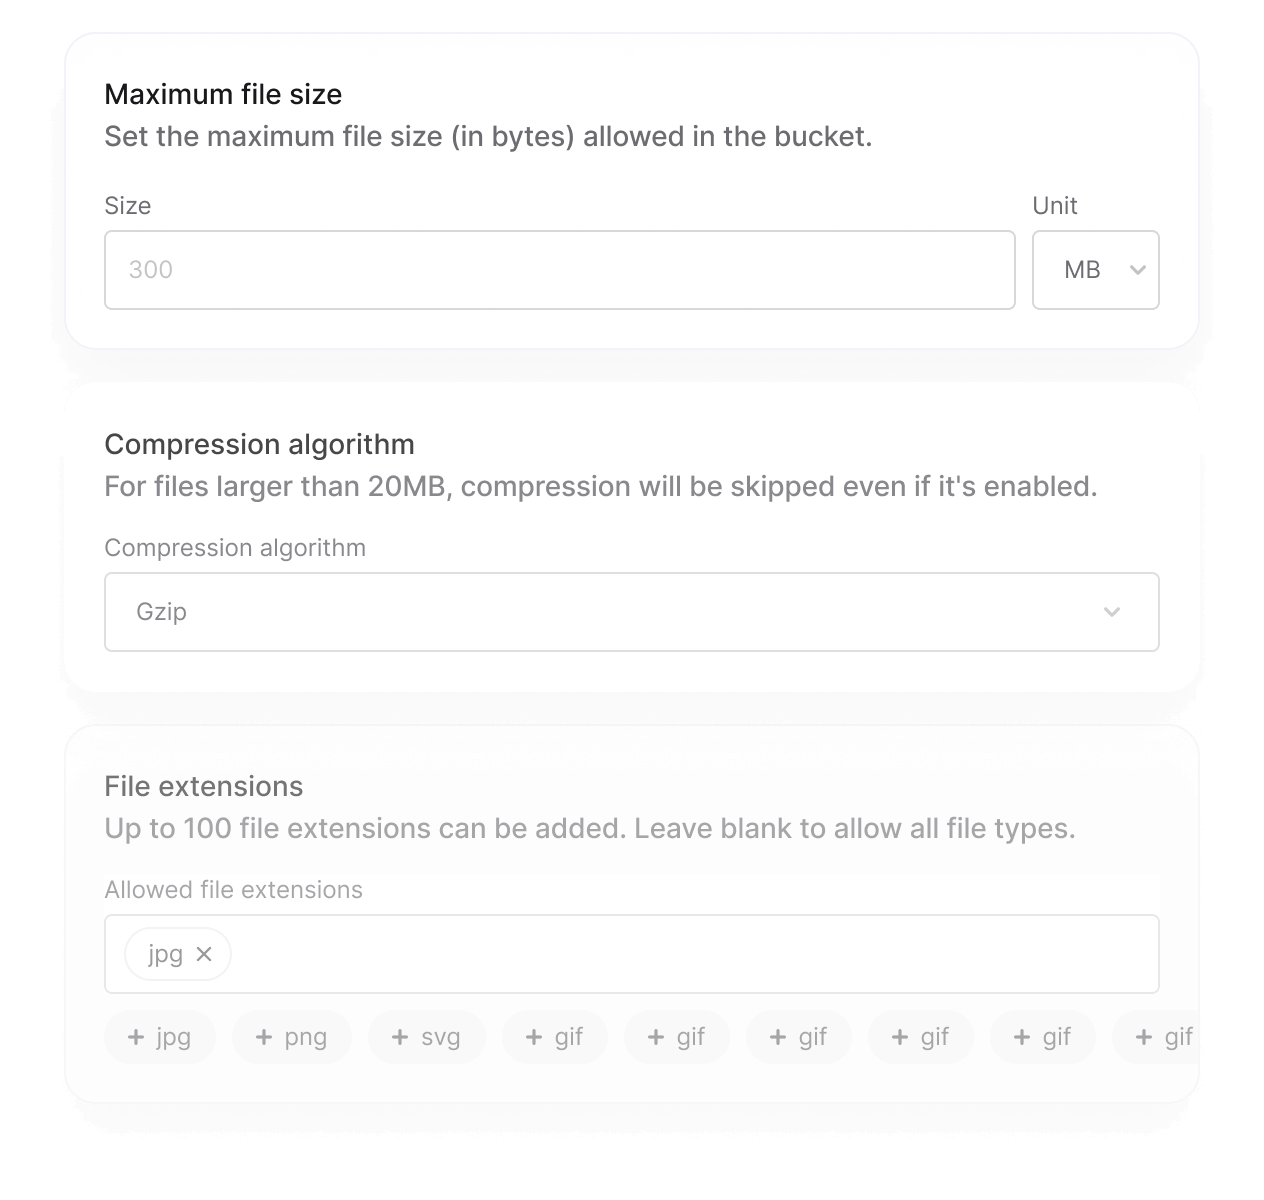 Maximum file size
Set the maximum file size (in bytes) allowed in the bucket.
Size
Unit
300
MB
Compression algorithm
For files larger than 20MB, compression will be skipped even if it's enabled.
Compression algorithm
Gzip
File extensions
Up to 100 file extensions can be added. Leave blank to allow all file types.
Allowed file extensions
jpg ×
+ jpg + png + svg + gif + gif + gif + gif + gif + gif